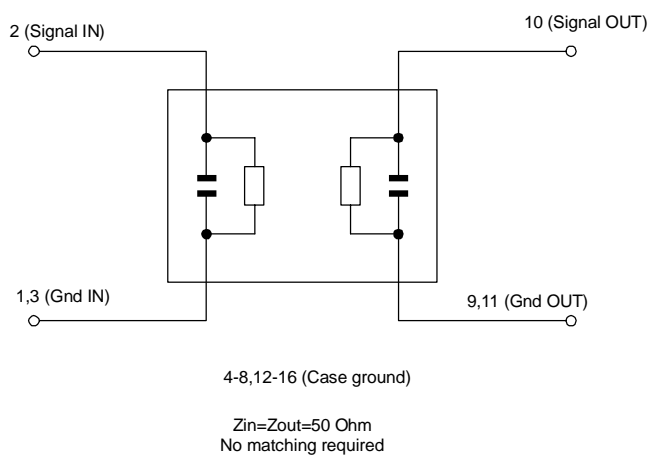 2 (Signal IN)
10 (Signal OUT)
1,3 (Gnd IN)
9,11 (Gnd OUT)
4-8,12-16 (Case ground)
Zin=Zout=50 Ohm
No matching required